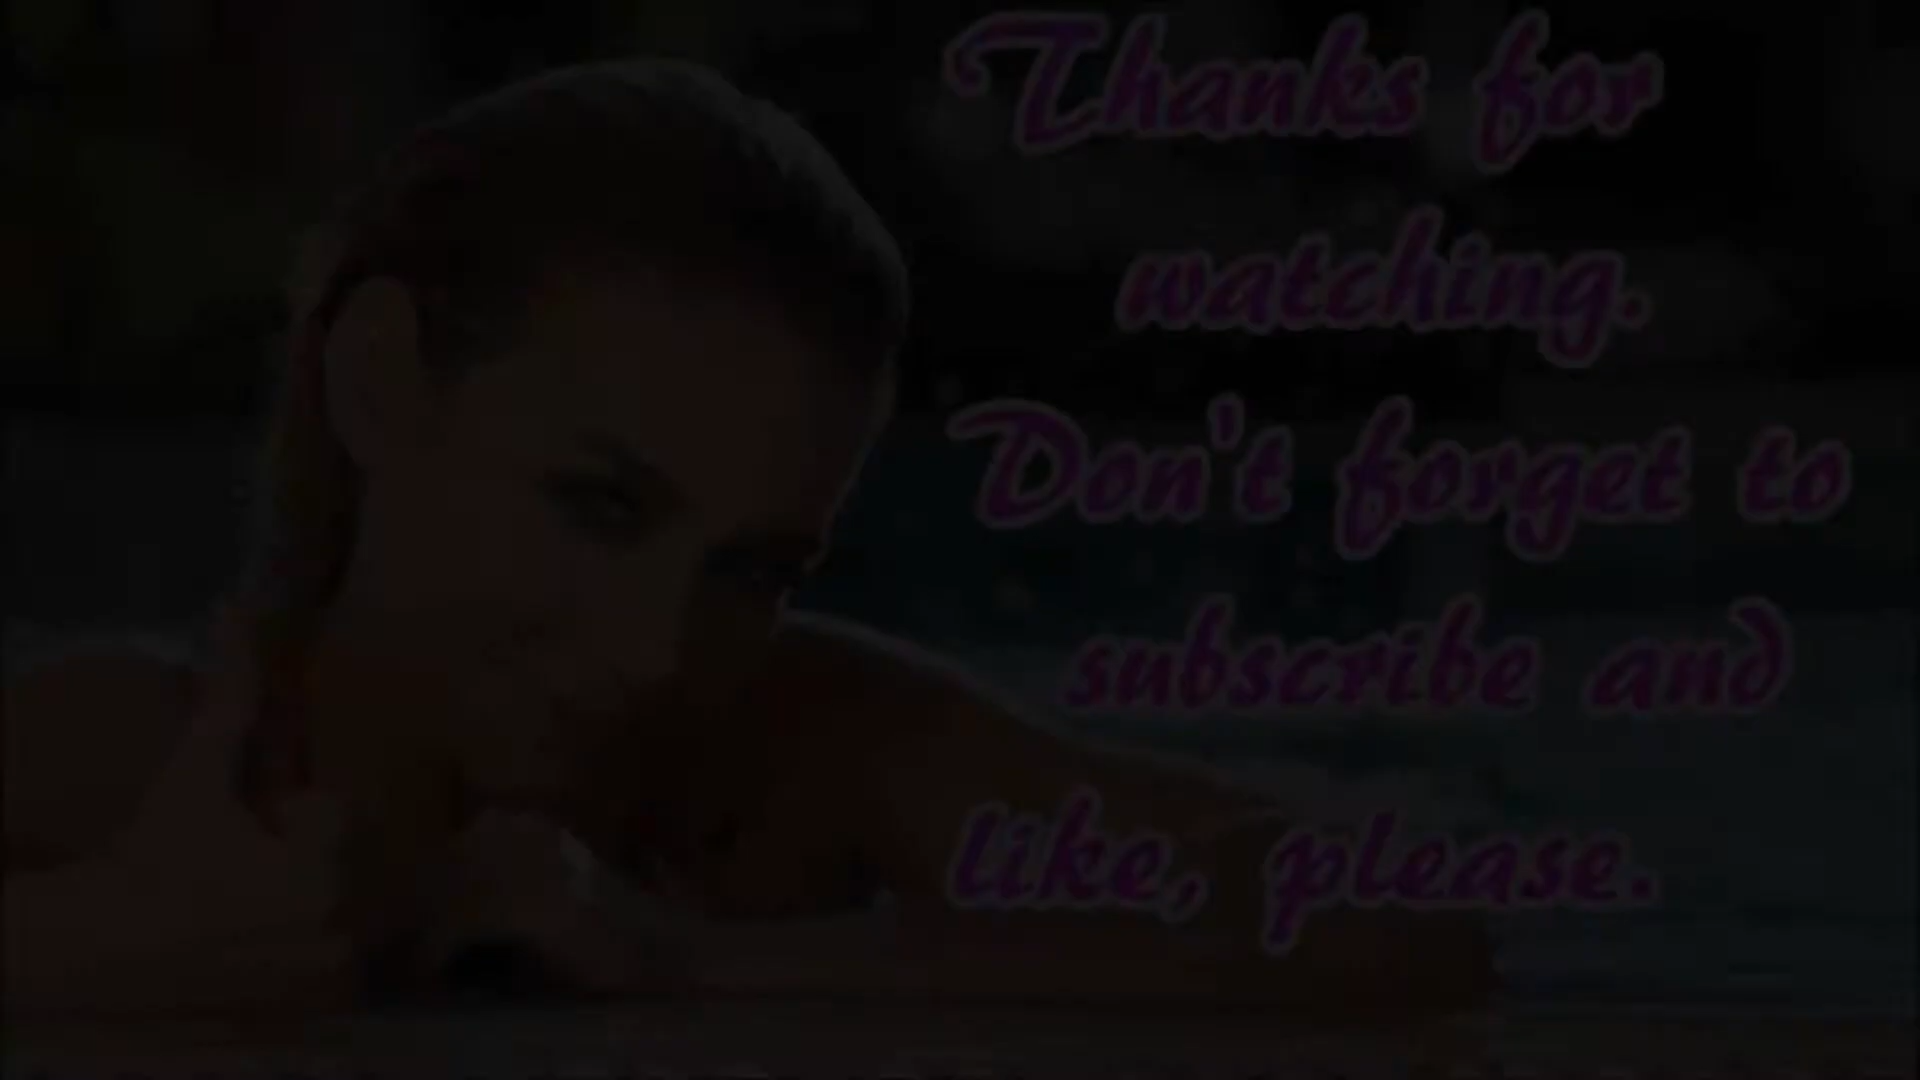 Thanks for
watching.
Don't forget to
subscribe and
like, please.